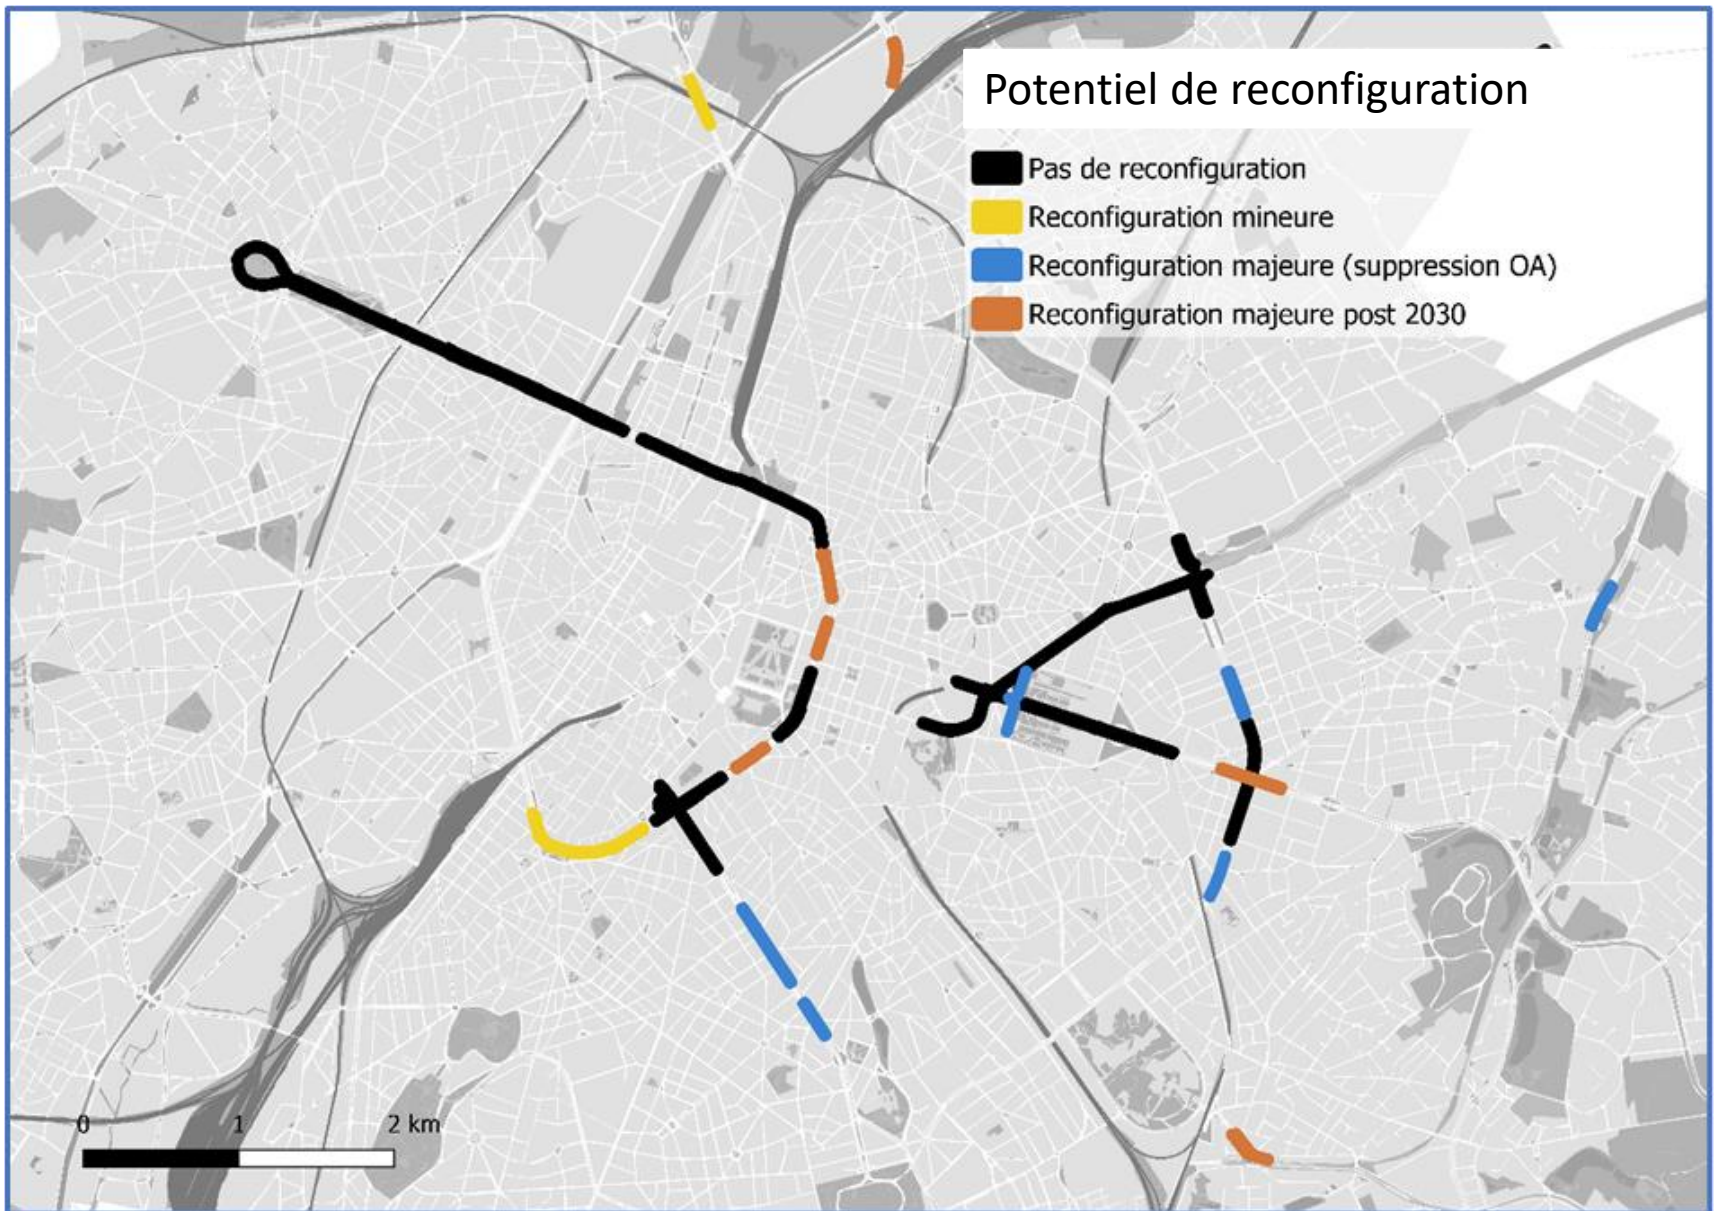 Potentiel de reconfiguration
Pas de reconfiguration
Reconfiguration mineure
Reconfiguration majeure (suppression OA)
Reconfiguration majeure post 2030
0 1 2 km